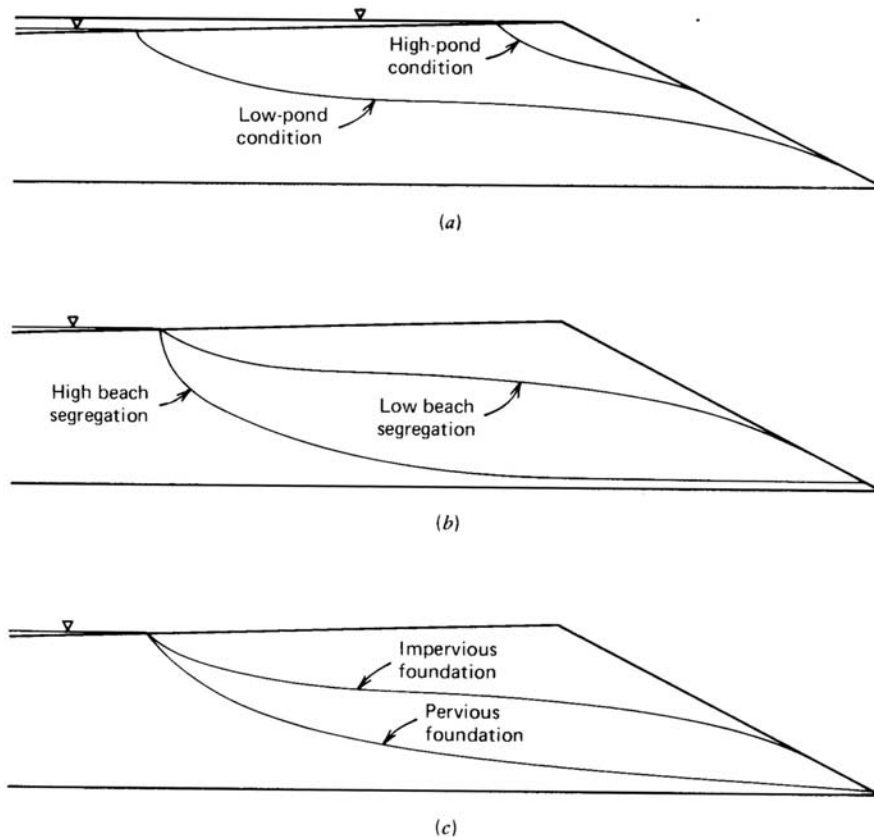 High-pond
condition
Low-pond
condition
(a)
High beach
segregation
Low beach
segregation
(b)
Impervious
foundation
Pervious
foundation
(c)